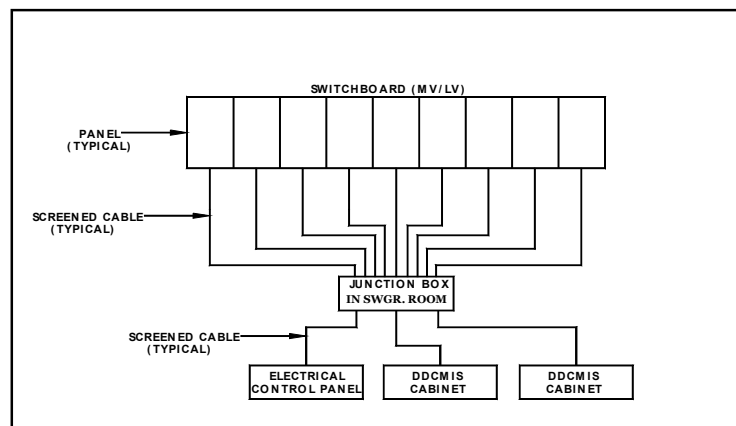 SWITCHBOARD (MV/LV)
PANEL
(TYPICAL)
SCREENED CABLE
(TYPICAL)
JUNCTION BOX
IN SWGR. ROOM
SCREENED CABLE
(TYPICAL)
ELECTRICAL
CONTROL PANEL
DDCMIS
CABINET
DDCMIS
CABINET